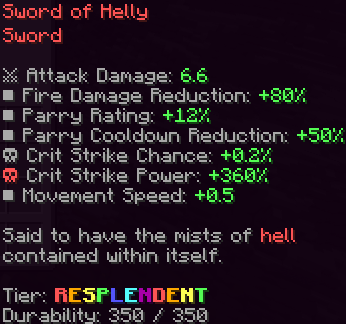 Sword of Helly
Sword
Attack Damage: 6.6
Fire Damage Reduction: +80%
Parry Rating: +12%
Parry Cooldown Reduction: +50%
Crit Strike Chance: +0.2%
Crit Strike Power: +360%
Movement Speed: +0.5
Said to have the mists of hell
contained within itself.
Tier: RESPLENDENT
Durability: 350 / 350